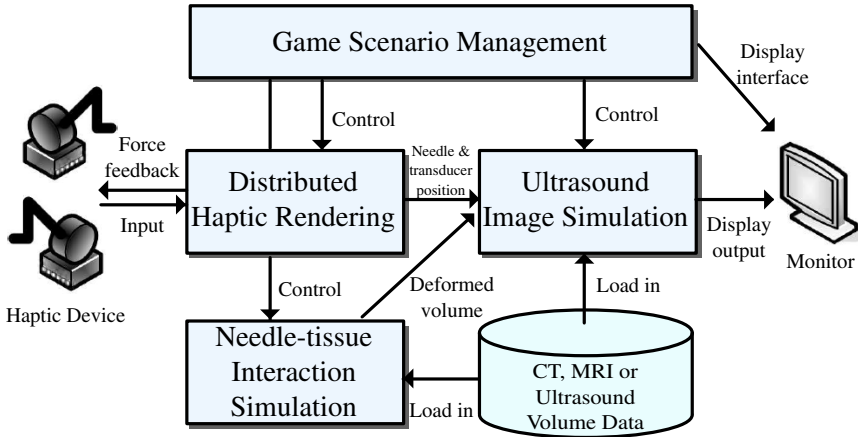 Game Scenario Management
Display
interface
Control
Control
Force
feedback
Needle &
transducer
position
Distributed
Haptic Rendering
Ultrasound
Image Simulation
Input
Display
output
Monitor
Haptic Device
Control
Deformed
volume
Load in
Needle-tissue
Interaction
Simulation
Load in
CT, MRI or
Ultrasound
Volume Data